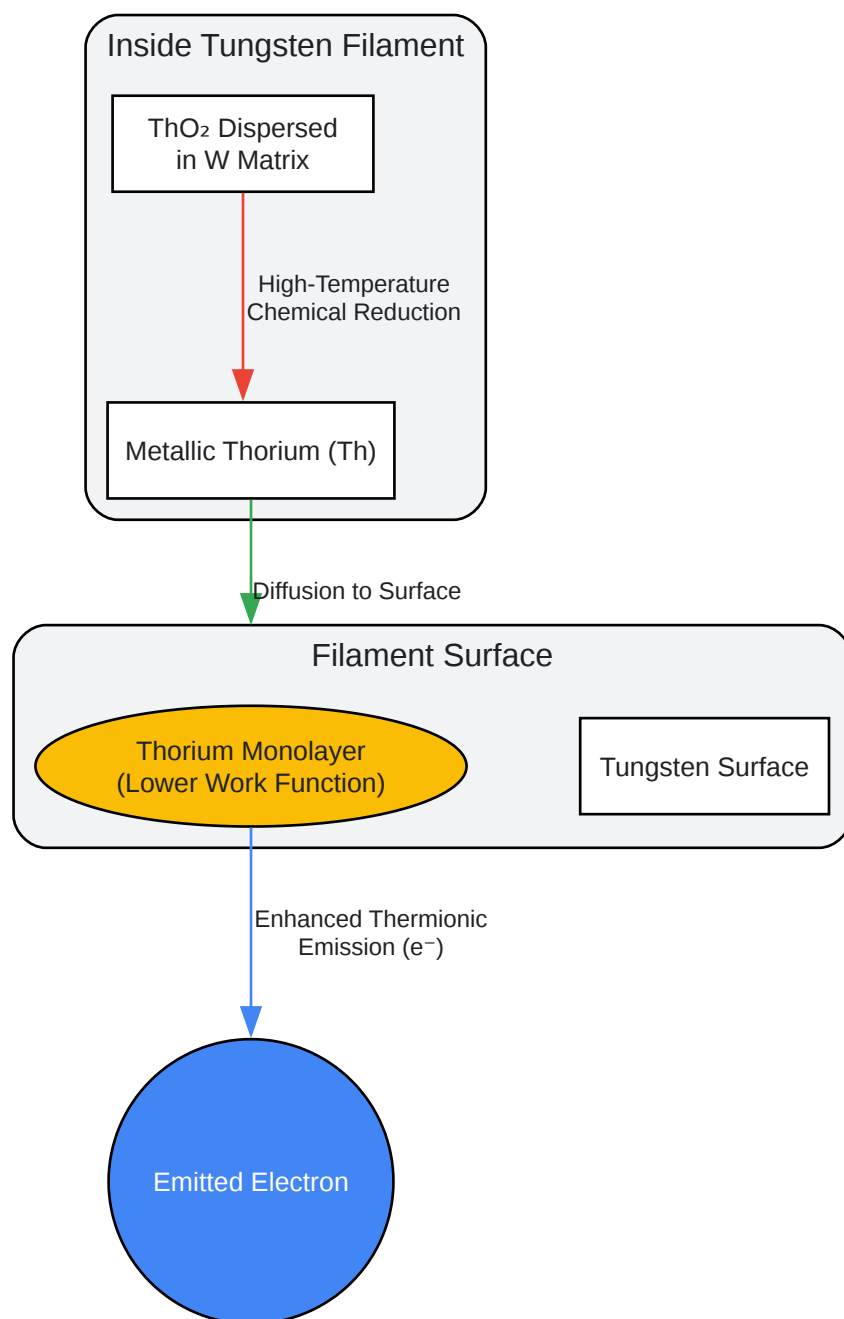 Inside Tungsten Filament
ThO₂ Dispersed
in W Matrix
High-Temperature
Chemical Reduction
Metallic Thorium (Th)
Diffusion to Surface
Filament Surface
Thorium Monolayer
(Lower Work Function)
Tungsten Surface
Enhanced Thermionic
Emission (e⁻)
Emitted Electron